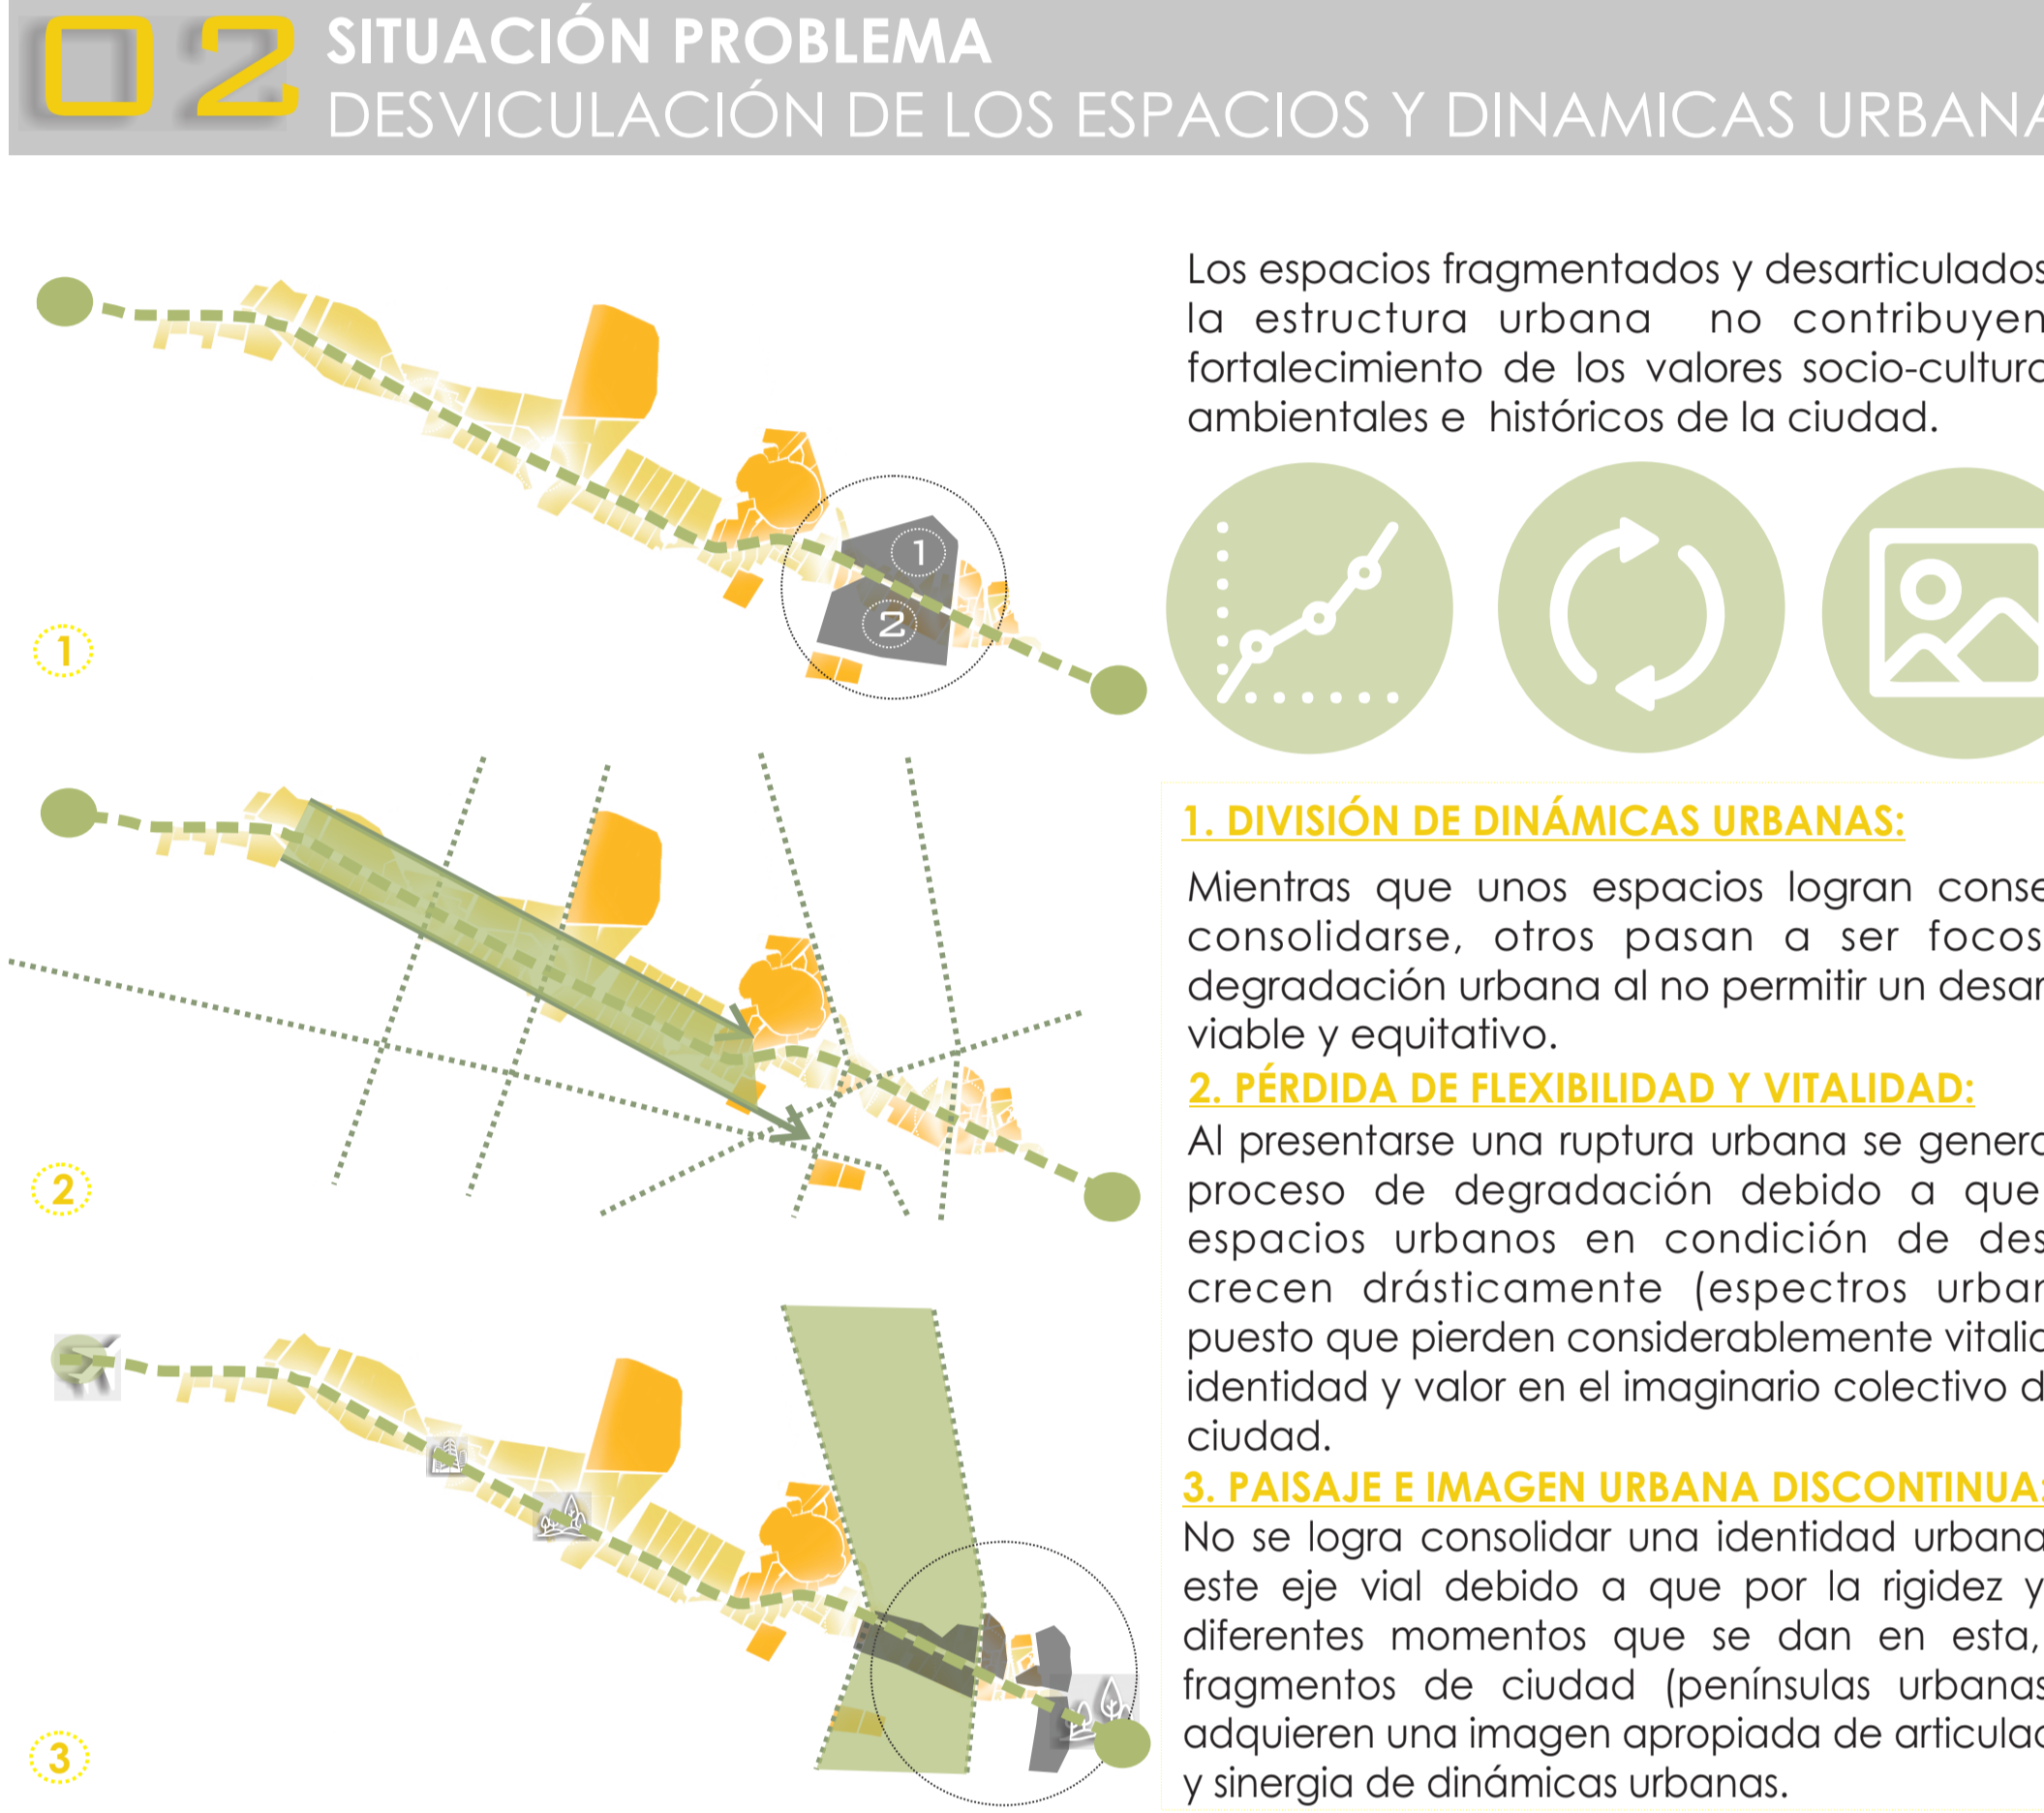 02
SITUACIÓN PROBLEMA
DESVICULACIÓN DE LOS ESPACIOS Y DINAMICAS URBANA
Los espacios fragmentados y desarticulados
la estructura urbana no contribuyen
fortalecimiento de los valores socio-cultura
ambientales e históricos de la ciudad.
1
2
1
2
3
1. DIVISIÓN DE DINÁMICAS URBANAS:
Mientras que unos espacios logran conse
consolidarse, otros pasan a ser focos
degradación urbana al no permitir un desar
viable y equitativo.
2. PÉRDIDA DE FLEXIBILIDAD Y VITALIDAD:
Al presentarse una ruptura urbana se genera
proceso de degradación debido a que
espacios urbanos en condición de des
crecen drásticamente (espectros urban
puesto que pierden considerablemente vitalid
identidad y valor en el imaginario colectivo d
ciudad.
3. PAISAJE E IMAGEN URBANA DISCONTINUA:
No se logra consolidar una identidad urbana
este eje vial debido a que por la rigidez y
diferentes momentos que se dan en esta,
fragmentos de ciudad (penínsulas urbanas
adquieren una imagen apropiada de articulac
y sinergia de dinámicas urbanas.